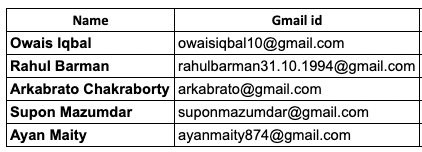 Name Gmail id
Owais Iqbal owaisiqbal10@gmail.com
Rahul Barman rahulbarman31.10.1994@gmail.com
Arkabrato Chakraborty arkabrato@gmail.com
Supon Mazumdar suponmazumdar@gmail.com
Ayan Maity ayanmaity874@gmail.com